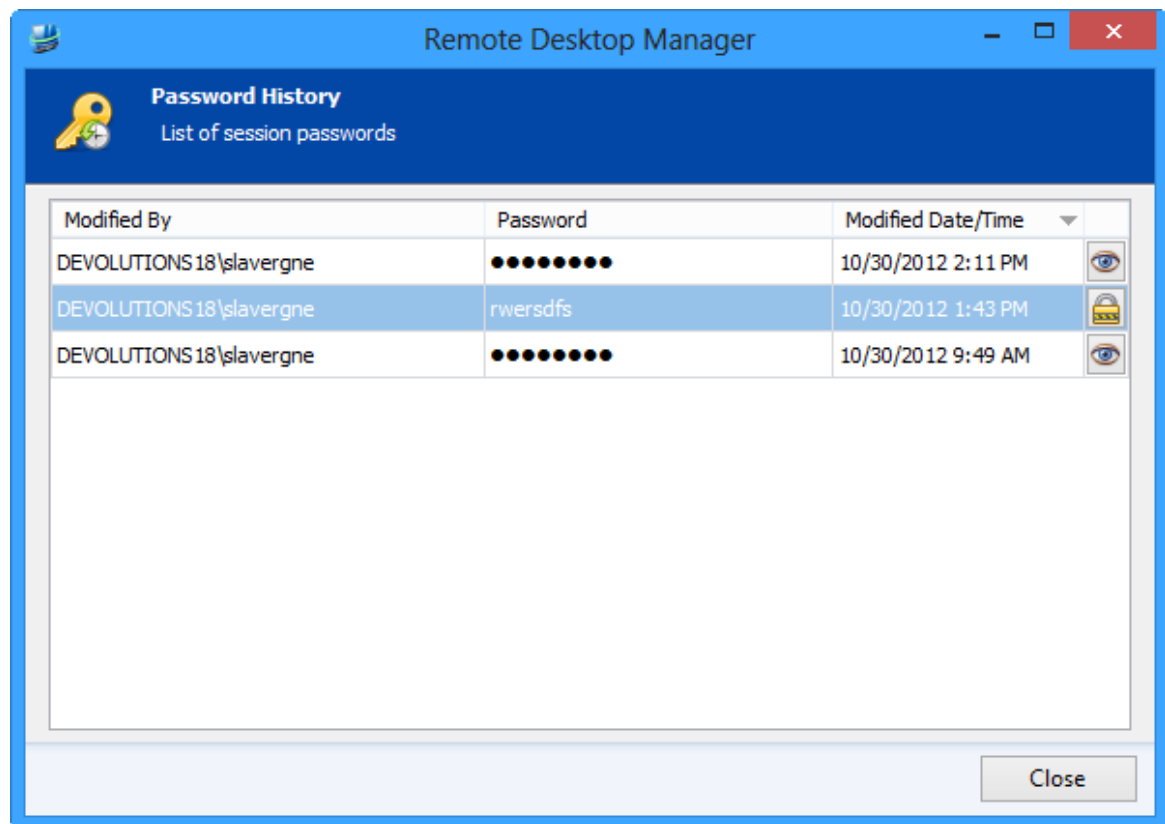 Remote Desktop Manager
Password History
List of session passwords
Modified By Password Modified Date/Time
DEVOLUTIONS18\slavergne ●●●●●●●● 10/30/2012 2:11 PM
DEVOLUTIONS18\slavergne rwersdfs 10/30/2012 1:43 PM
DEVOLUTIONS18\slavergne ●●●●●●●● 10/30/2012 9:49 AM
Close